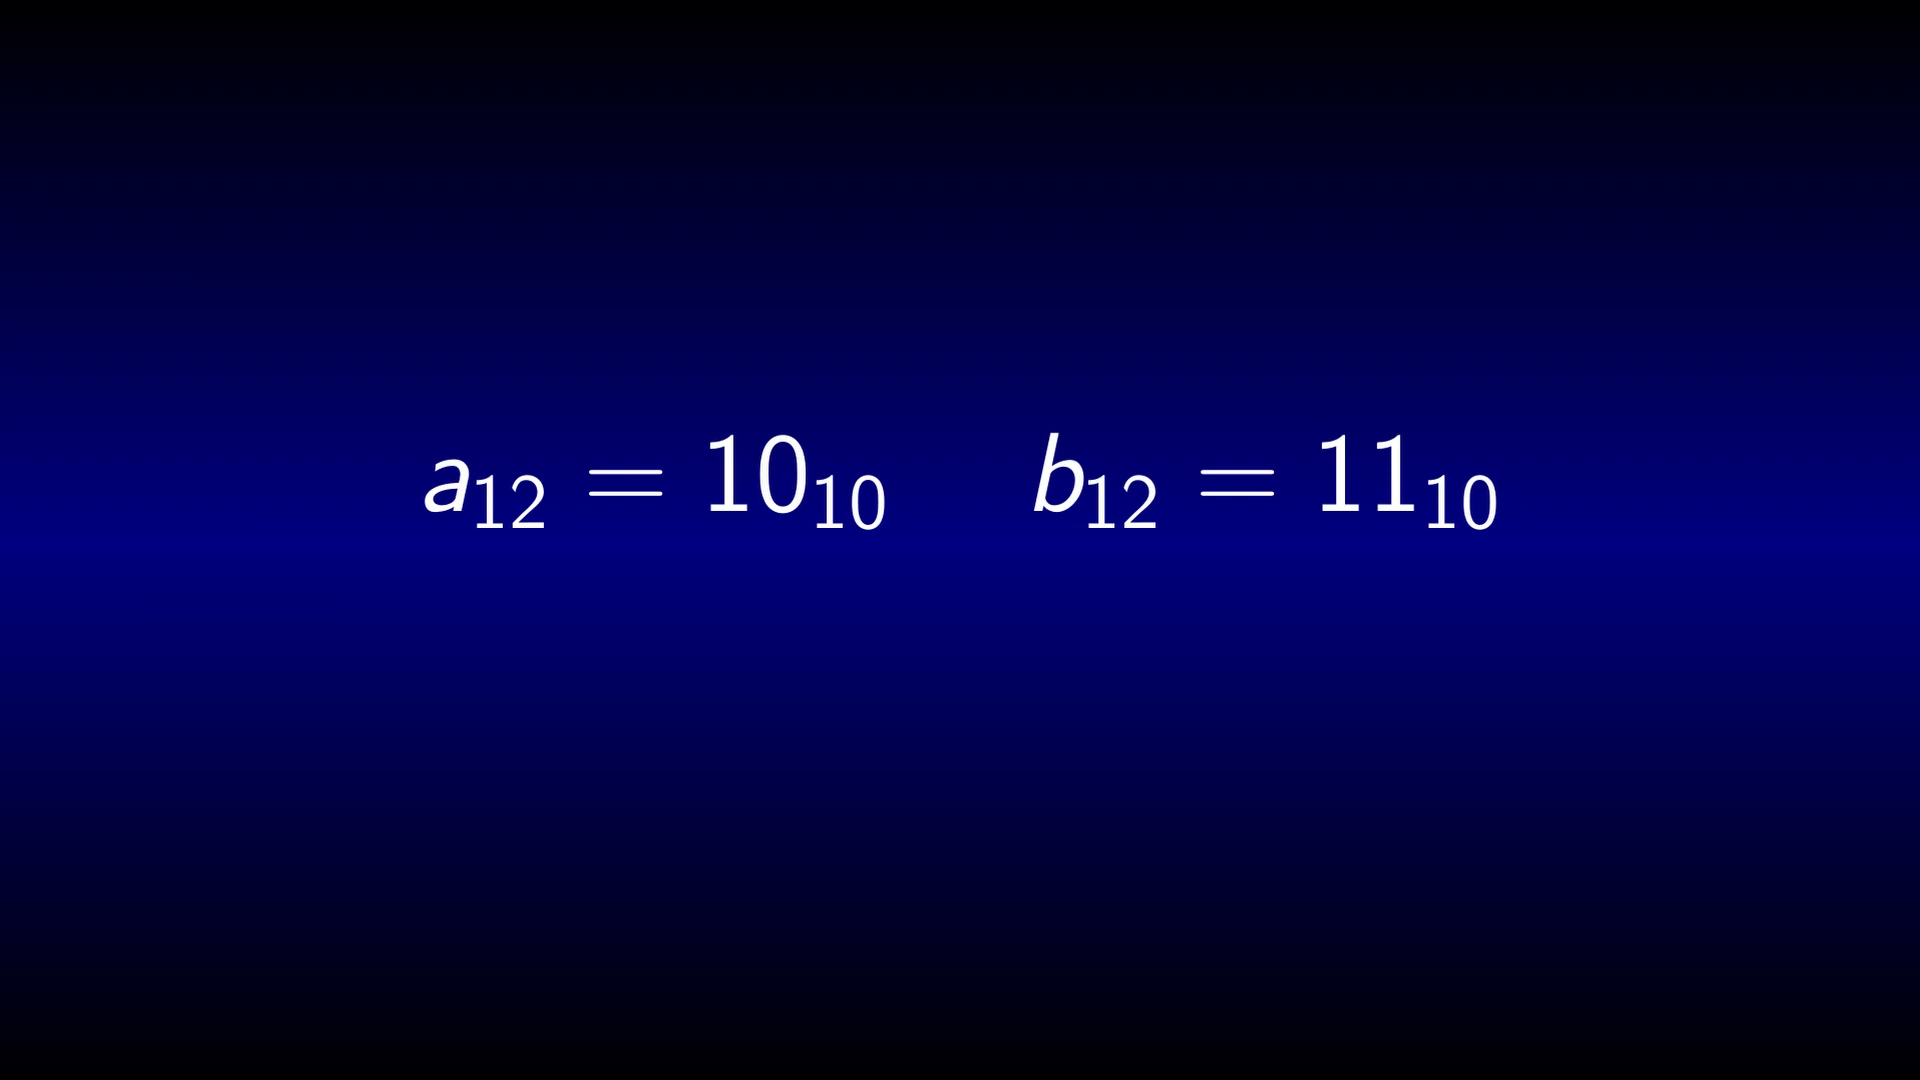 a₁₂ = 10₁₀ b₁₂ = 11₁₀